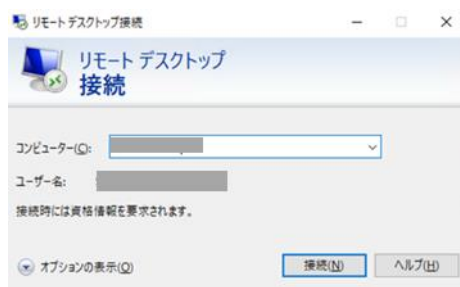 リモート デスクトップ接続
リモート デスクトップ
接続
コンピューター(C):
ユーザー名:
接続時には資格情報を要求されます。
オプションの表示(O) 接続(N) ヘルプ(H)